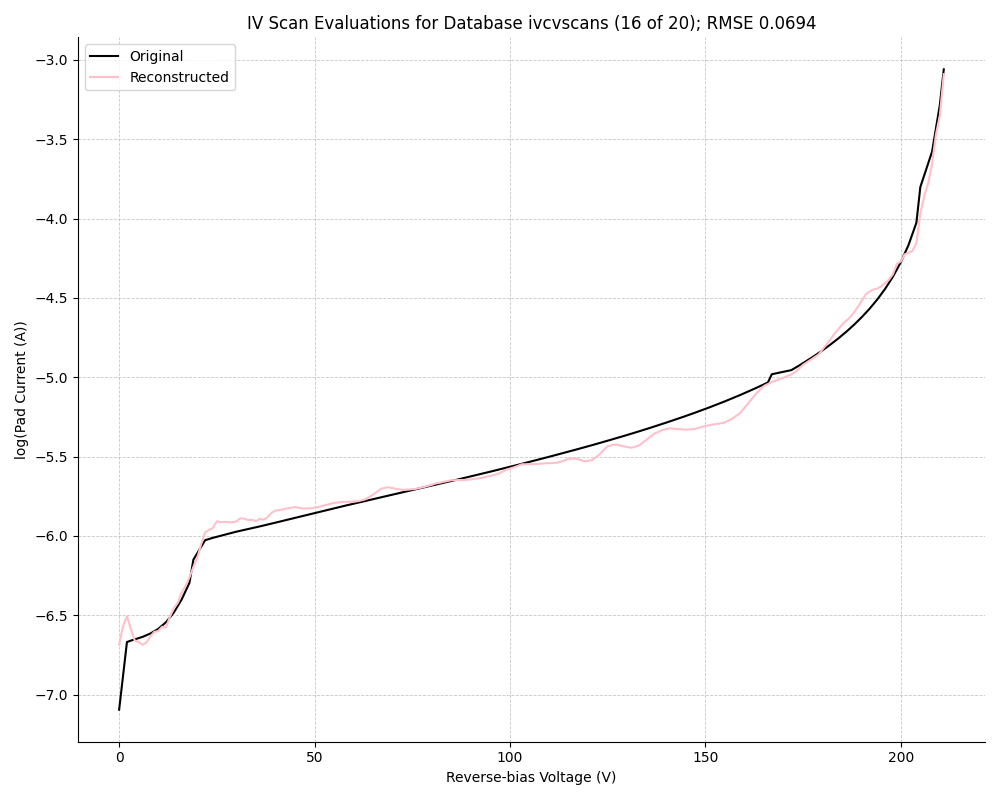 IV Scan Evaluations for Database ivcvscans (16 of 20); RMSE 0.0694
Original
Reconstructed
−3.0
−3.5
−4.0
−4.5
−5.0
−5.5
−6.0
−6.5
−7.0
log(Pad Current (A))
0
50
100
150
200
Reverse-bias Voltage (V)